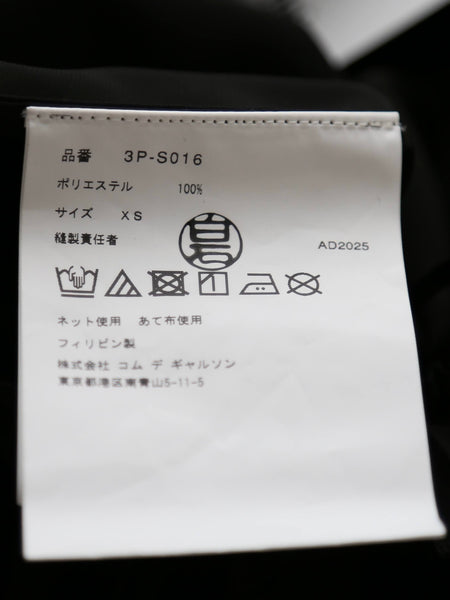 品番 3P-S016
ポリエステル 100%
サイズ XS
縫製責任者 白石 AD2025
ネット使用 あて布使用
フィリピン製
株式会社 コム デ ギャルソン
東京都港区南青山5-11-5